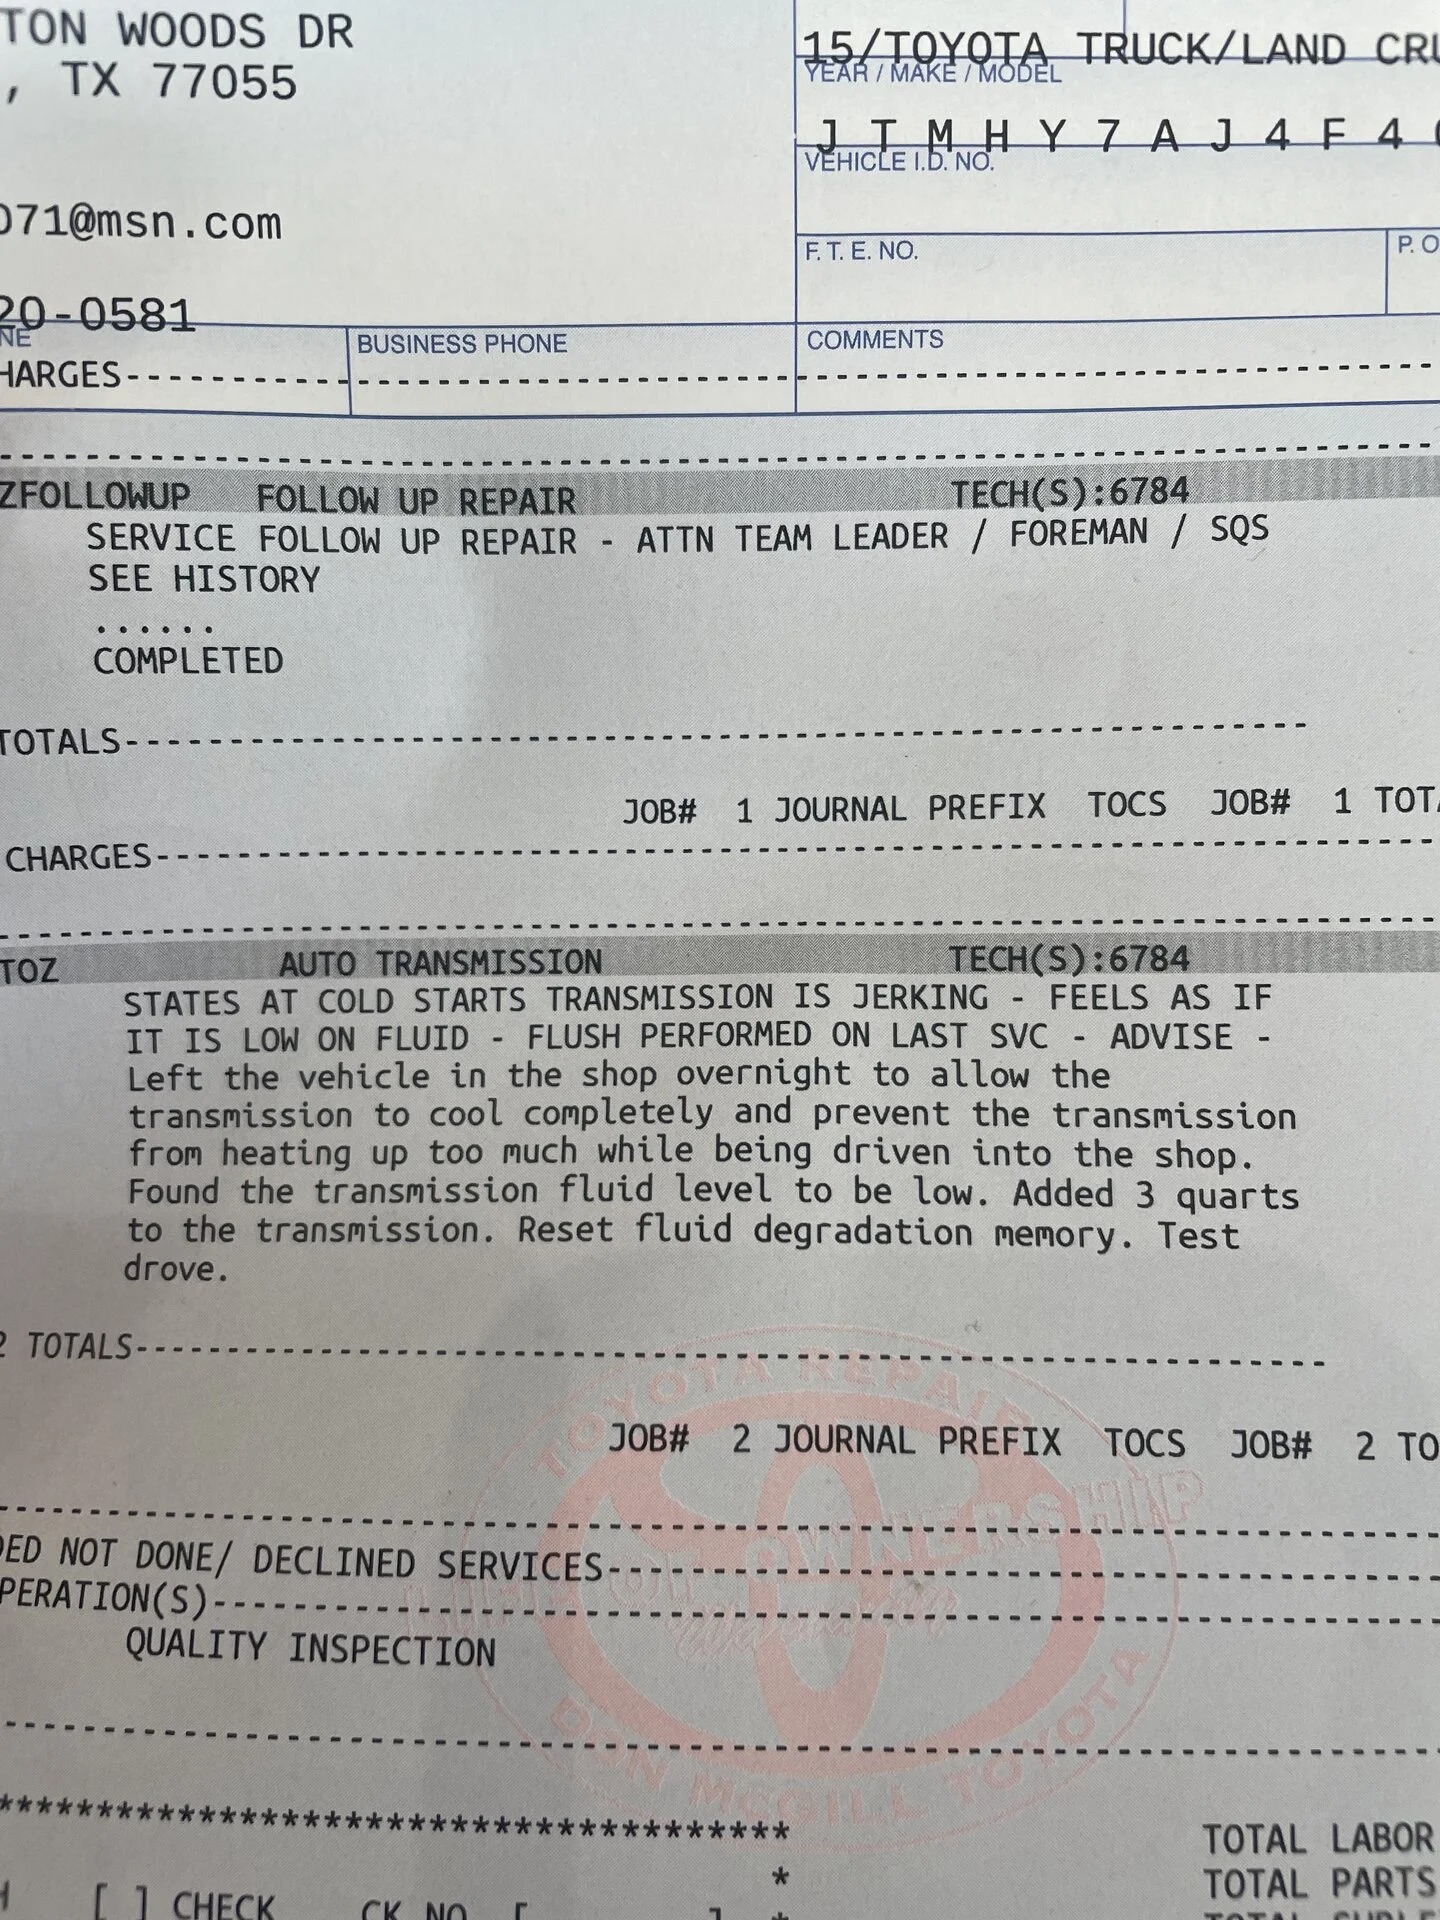 TON WOODS DR
, TX 77055
15/TOYOTA TRUCK/LAND
YEAR / MAKE / MODEL
J T M H Y 7 A J 4 F 4
VEHICLE I.D. NO.
071@msn.com
F. T. E. NO.
P. O
20-0581
NE
BUSINESS PHONE
COMMENTS
HARGES
ZFOLLOWUP FOLLOW UP REPAIR TECH(S):6784
SERVICE FOLLOW UP REPAIR - ATTN TEAM LEADER / FOREMAN / SQS
SEE HISTORY
......
COMPLETED
TOTALS
JOB# 1 JOURNAL PREFIX TOCS JOB# 1 TOTA
CHARGES
TOZ AUTO TRANSMISSION TECH(S):6784
STATES AT COLD STARTS TRANSMISSION IS JERKING - FEELS AS IF
IT IS LOW ON FLUID - FLUSH PERFORMED ON LAST SVC - ADVISE -
Left the vehicle in the shop overnight to allow the
transmission to cool completely and prevent the transmission
from heating up too much while being driven into the shop.
Found the transmission fluid level to be low. Added 3 quarts
to the transmission. Reset fluid degradation memory. Test
drove.
2 TOTALS
TOYOTA REPAIR
JOB# 2 JOURNAL PREFIX TOCS JOB# 2 TO
OWNERSHIP
DED NOT DONE/ DECLINED SERVICES
PERATION(S)
Warranty
QUALITY INSPECTION
DON MCGILL TOYOTA
****************************************
TOTAL LABOR
*
TOTAL PARTS
[ ] CHECK CK NO. [ ] *